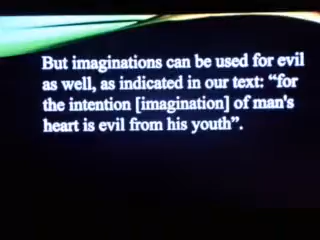 But imaginations can be used for evil
as well, as indicated in our text: “for
the intention [imagination] of man's
heart is evil from his youth”.